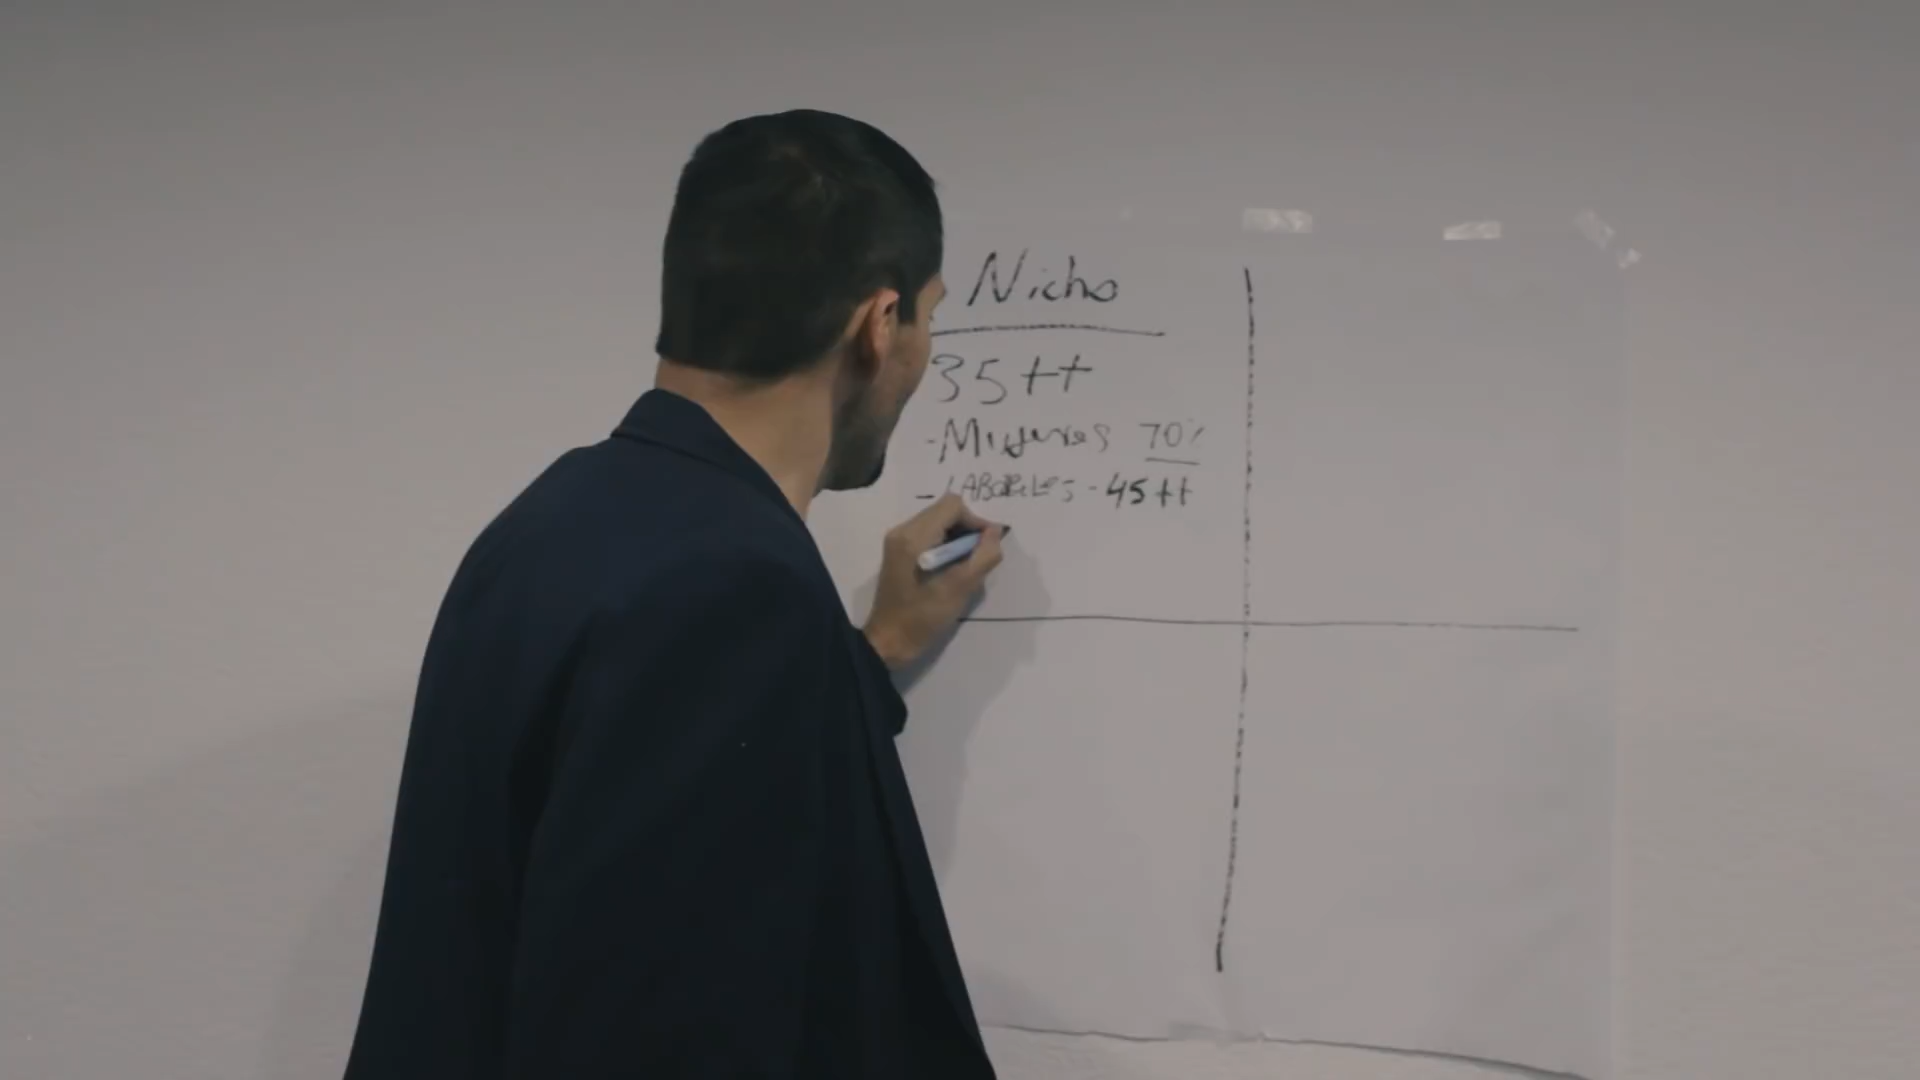 Nicho
35 ++
- Mujeres 70%
- LABORALES - 45 ++